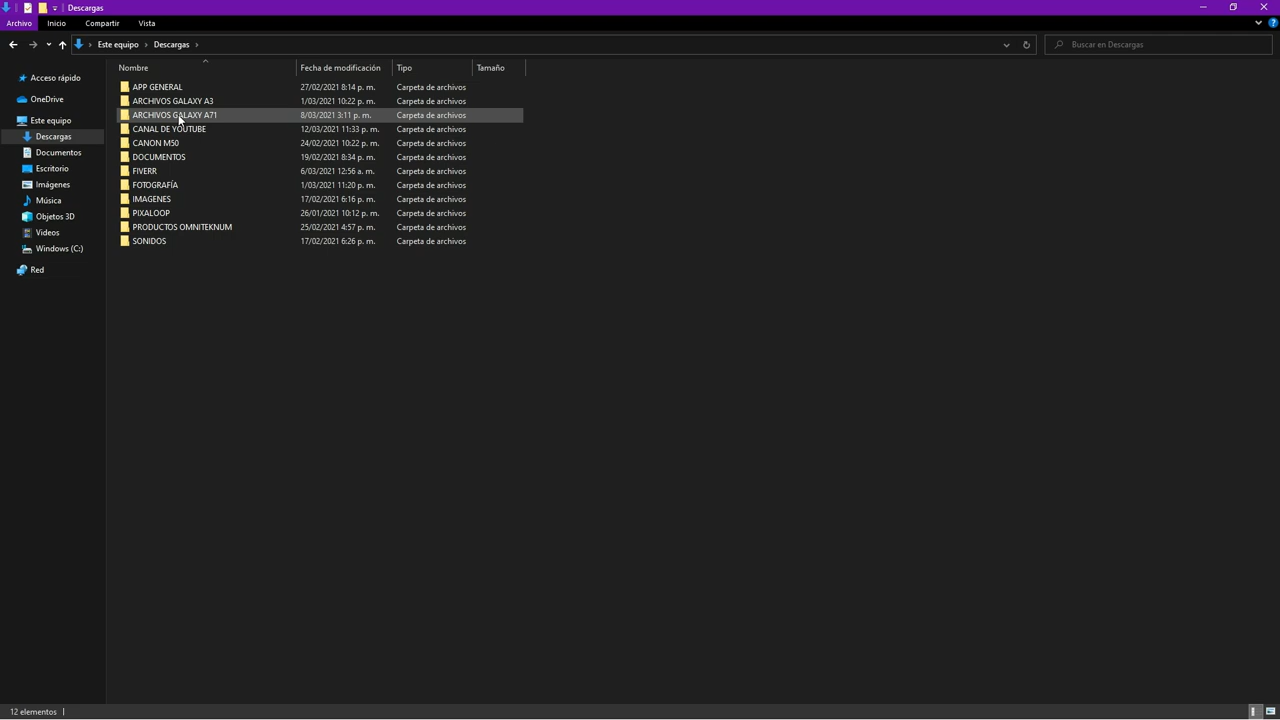 Descargas
Archivo Inicio Compartir Vista
Este equipo > Descargas >
Buscar en Descargas
Nombre Fecha de modificación Tipo Tamaño
Acceso rápido
OneDrive
Este equipo
Descargas
Documentos
Escritorio
Imágenes
Música
Objetos 3D
Videos
Windows (C:)
Red
APP GENERAL 27/02/2021 8:14 p. m. Carpeta de archivos
ARCHIVOS GALAXY A3 1/03/2021 10:22 p. m. Carpeta de archivos
ARCHIVOS GALAXY A71 8/03/2021 3:11 p. m. Carpeta de archivos
CANAL DE YOUTUBE 12/03/2021 11:33 p. m. Carpeta de archivos
CANON M50 24/02/2021 10:22 p. m. Carpeta de archivos
DOCUMENTOS 19/02/2021 8:34 p. m. Carpeta de archivos
FIVERR 6/03/2021 12:56 a. m. Carpeta de archivos
FOTOGRAFÍA 1/03/2021 11:20 p. m. Carpeta de archivos
IMAGENES 17/02/2021 6:16 p. m. Carpeta de archivos
PIXALOOP 26/01/2021 10:12 p. m. Carpeta de archivos
PRODUCTOS OMNITEKNUM 25/02/2021 4:57 p. m. Carpeta de archivos
SONIDOS 17/02/2021 6:26 p. m. Carpeta de archivos
12 elementos